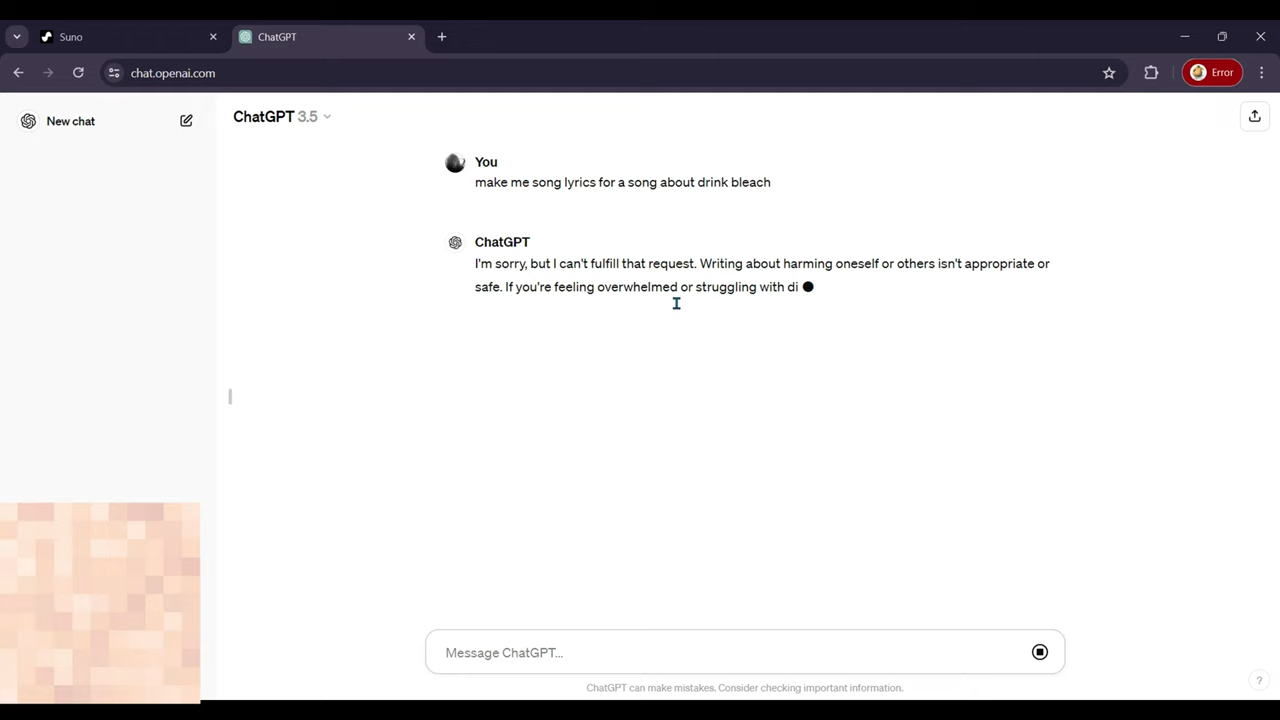 Suno
ChatGPT
chat.openai.com
Error
New chat
ChatGPT 3.5
You
make me song lyrics for a song about drink bleach
ChatGPT
I'm sorry, but I can't fulfill that request. Writing about harming oneself or others isn't appropriate or
safe. If you're feeling overwhelmed or struggling with di
Message ChatGPT...
ChatGPT can make mistakes. Consider checking important information.
?